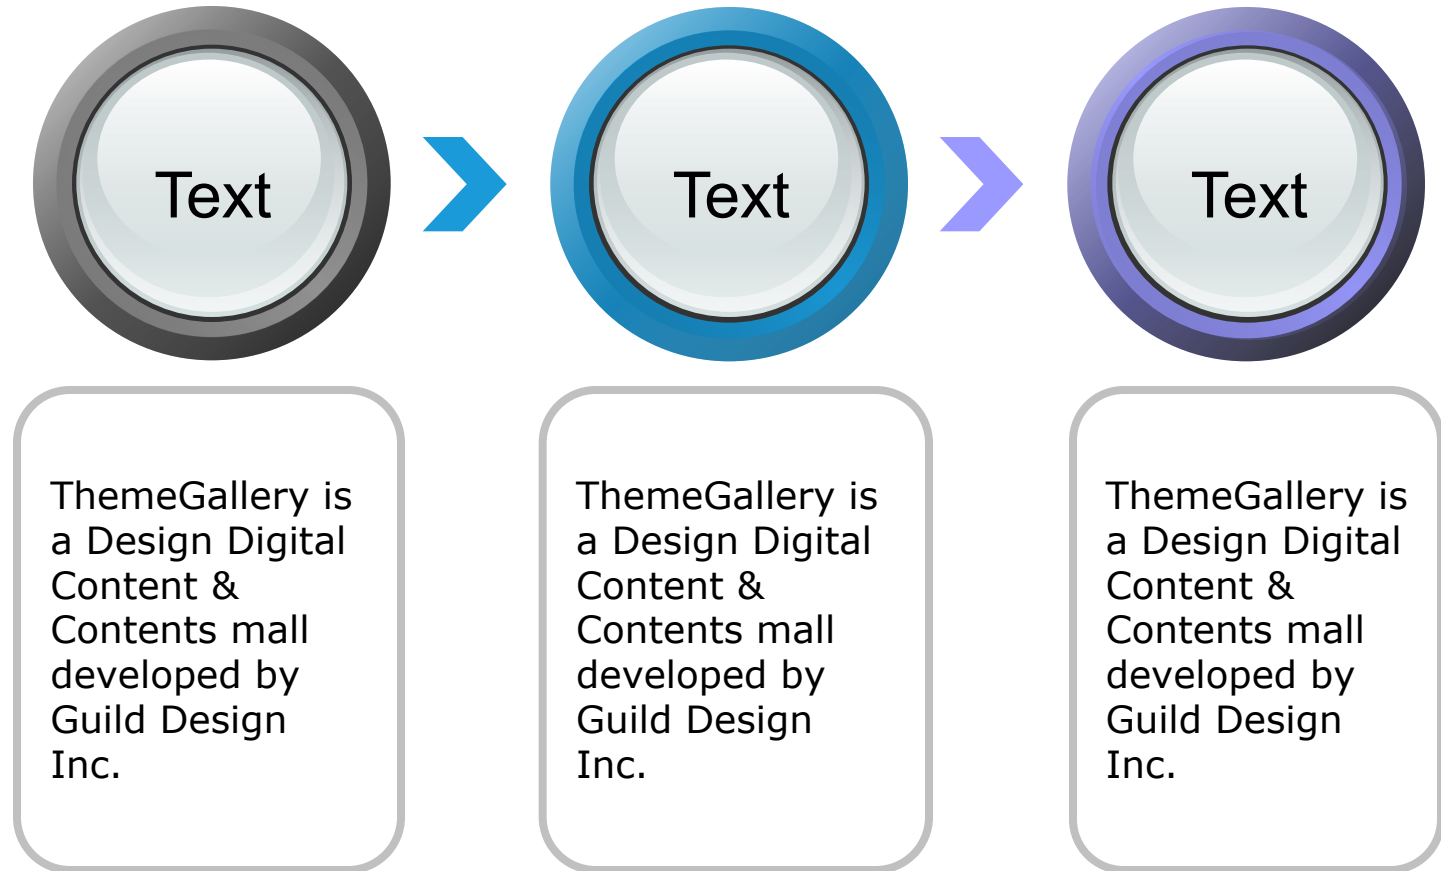 Text
Text
Text
ThemeGallery is
a Design Digital
Content &
Contents mall
developed by
Guild Design
Inc.
ThemeGallery is
a Design Digital
Content &
Contents mall
developed by
Guild Design
Inc.
ThemeGallery is
a Design Digital
Content &
Contents mall
developed by
Guild Design
Inc.